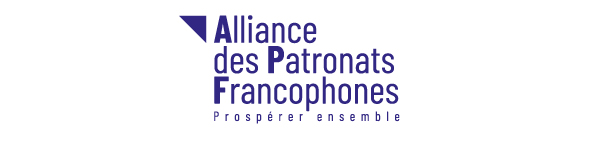 Alliance
des Patronats
Francophones
Prospérer ensemble